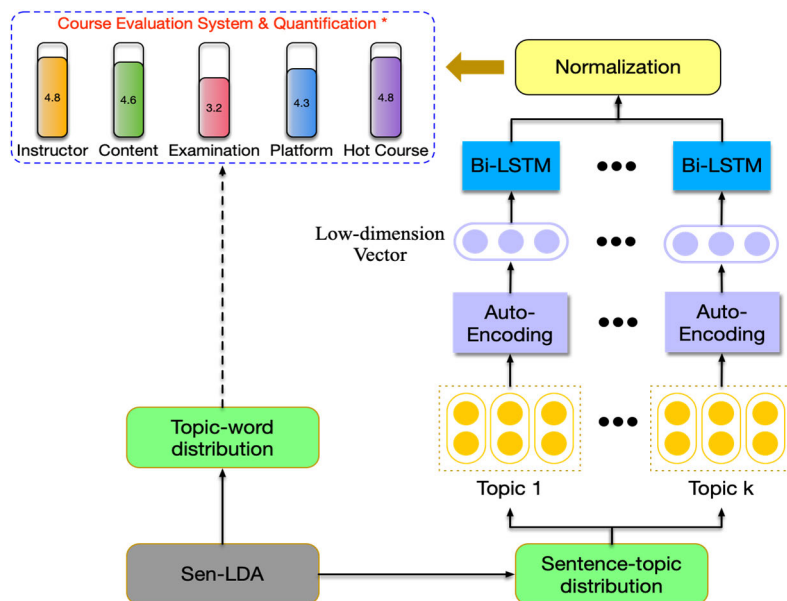 Course Evaluation System & Quantification *
4.8
4.6
3.2
4.3
4.8
Instructor
Content
Examination
Platform
Hot Course
Normalization
Bi-LSTM
Bi-LSTM
Low-dimension
Vector
Auto-
Encoding
Auto-
Encoding
Topic-word
distribution
Topic 1
Topic k
Sen-LDA
Sentence-topic
distribution